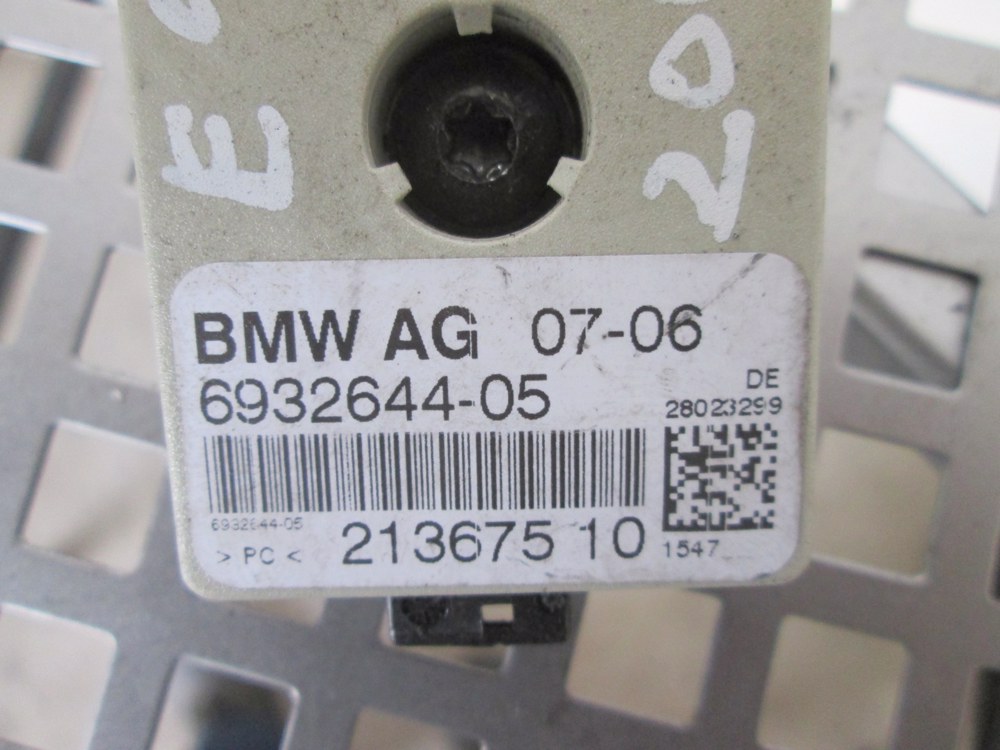 BMW AG 07-06
6932644-05
DE
28023299
6932644-05
> PC <
213675 10
1547